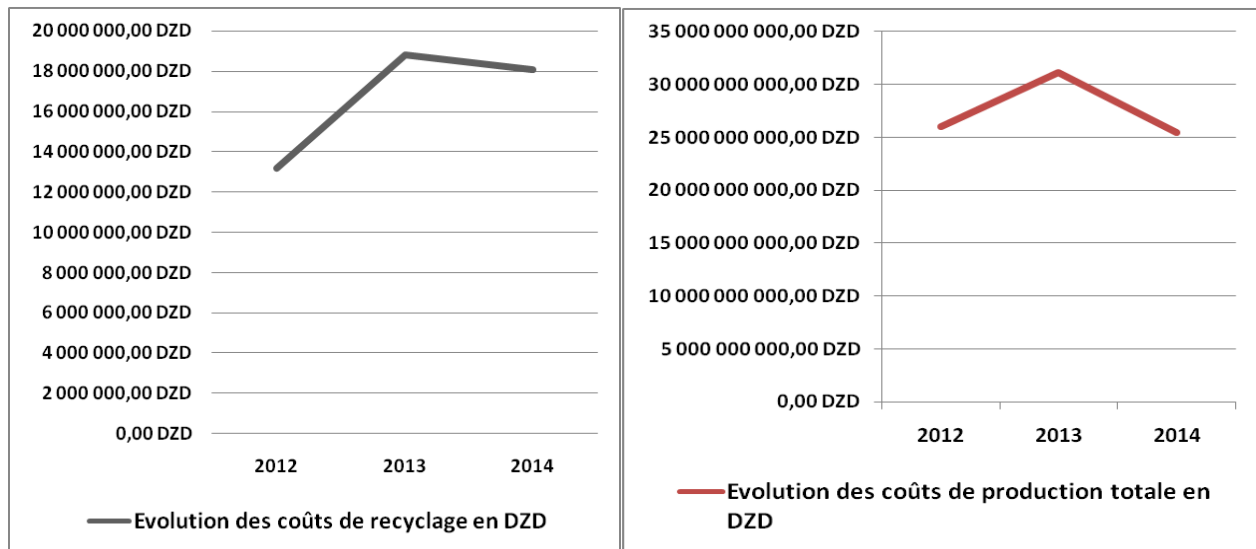 20 000 000,00 DZD
18 000 000,00 DZD
16 000 000,00 DZD
14 000 000,00 DZD
12 000 000,00 DZD
10 000 000,00 DZD
8 000 000,00 DZD
6 000 000,00 DZD
4 000 000,00 DZD
2 000 000,00 DZD
0,00 DZD
2012 2013 2014
Evolution des coûts de recyclage en DZD
35 000 000 000,00 DZD
30 000 000 000,00 DZD
25 000 000 000,00 DZD
20 000 000 000,00 DZD
15 000 000 000,00 DZD
10 000 000 000,00 DZD
5 000 000 000,00 DZD
0,00 DZD
2012 2013 2014
Evolution des coûts de production totale en
DZD